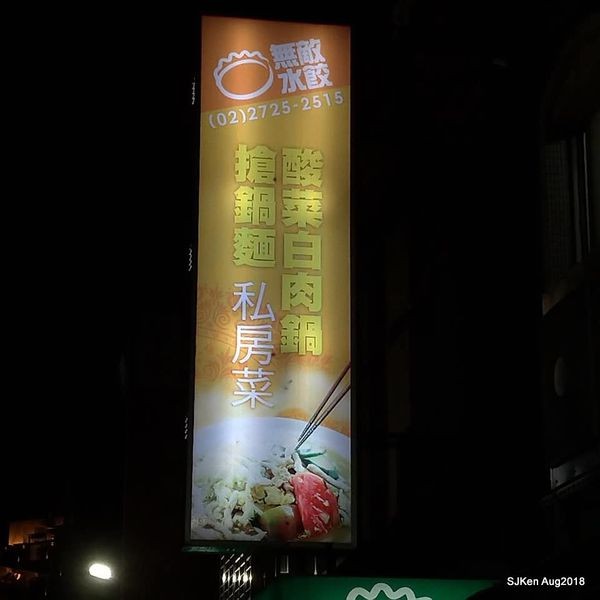 無敵
水餃
(02)2725-2515
酸菜白肉鍋
搶鍋麵 私房菜
SJKen Aug2018